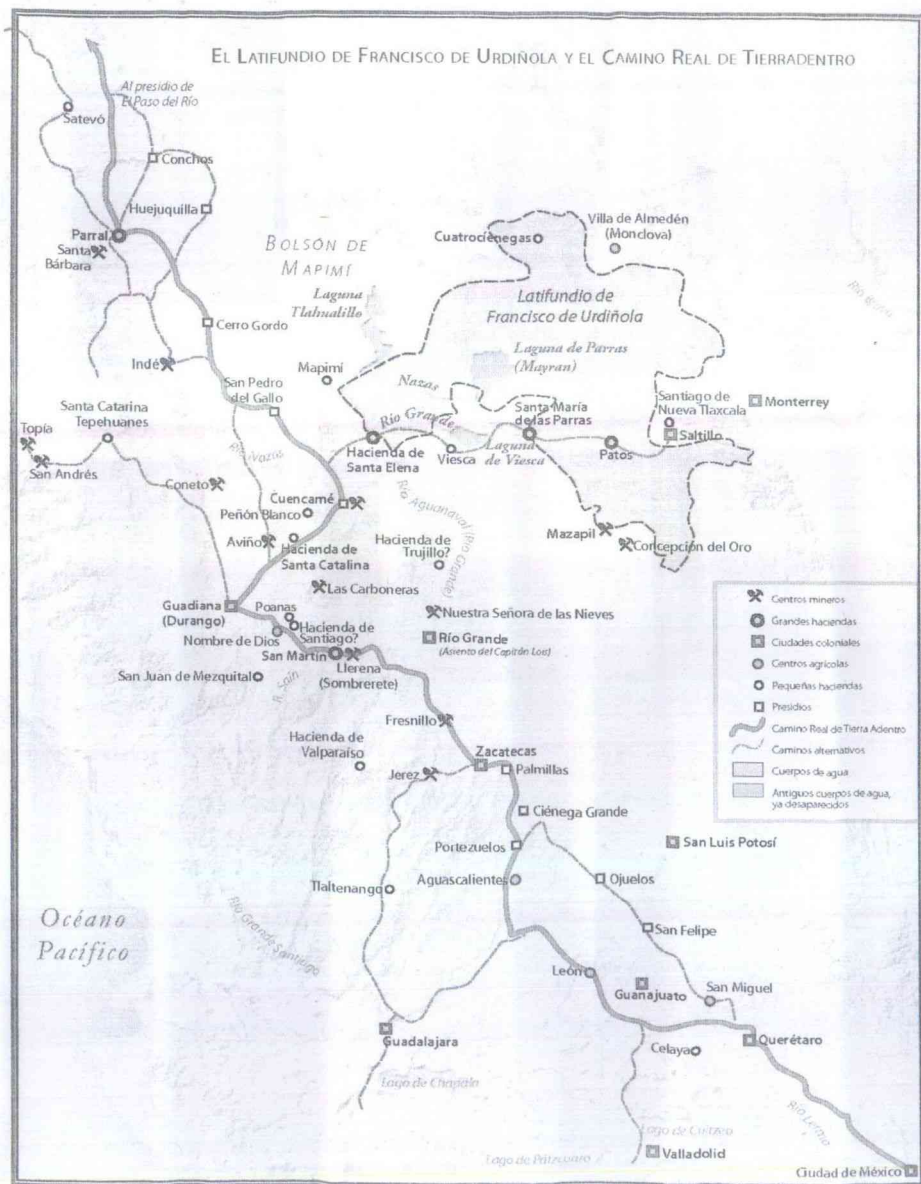 EL LATIFUNDIO DE FRANCISCO DE URDIÑOLA Y EL CAMINO REAL DE TIERRADENTRO
Al presidio de
El Paso del Río
Satevó
Conchos
Huejuquilla
Parral
Santa
Bárbara
BOLSÓN DE
MAPIMÍ
Laguna
Tlahualillo
Cuatrociénegas
Villa de Almedén
(Monclova)
Latifundio de
Francisco de Urdiñola
Laguna de Parras
(Mayran)
Cerro Gordo
Indé
Mapimí
San Pedro
del Gallo
Nazas
Río Grande
Santa María
de las Parras
Santiago de
Nueva Tlaxcala
Monterrey
Saltillo
Santa Catarina
Tepehuanes
Topía
San Andrés
Hacienda de
Santa Elena
Viesca
Laguna
de Viesca
Patos
Coneto
Cuencamé
Peñón Blanco
Río Aguanaval (Río Grande)
Aviño
Hacienda de
Santa Catalina
Hacienda de
Trujillo?
Mazapil
Concepción del Oro
Las Carboneras
Guadiana
(Durango)
Poanas
Nombre de Dios
Hacienda de
Santiago?
Nuestra Señora de las Nieves
Río Grande
(Asiento del Capitán Lois)
San Martín
Llerena
(Sombrerete)
San Juan de Mezquital
R. Saín
Fresnillo
Hacienda de
Valparaíso
Zacatecas
Jerez
Palmillas
Ciénega Grande
Portezuelos
San Luis Potosí
Tlaltenango
Aguascalientes
Ojuelos
San Felipe
Río Grande Santiago
Océano
Pacífico
León
Guanajuato
San Miguel
Guadalajara
Celaya
Querétaro
Lago de Chapala
Río Lerma
Lago de Cuitzeo
Lago de Pátzcuaro
Valladolid
Ciudad de México
Centros mineros
Grandes haciendas
Ciudades coloniales
Centros agrícolas
Pequeñas haciendas
Presidios
Camino Real de Tierra Adentro
Caminos alternativos
Cuerpos de agua
Antiguos cuerpos de agua,
ya desaparecidos